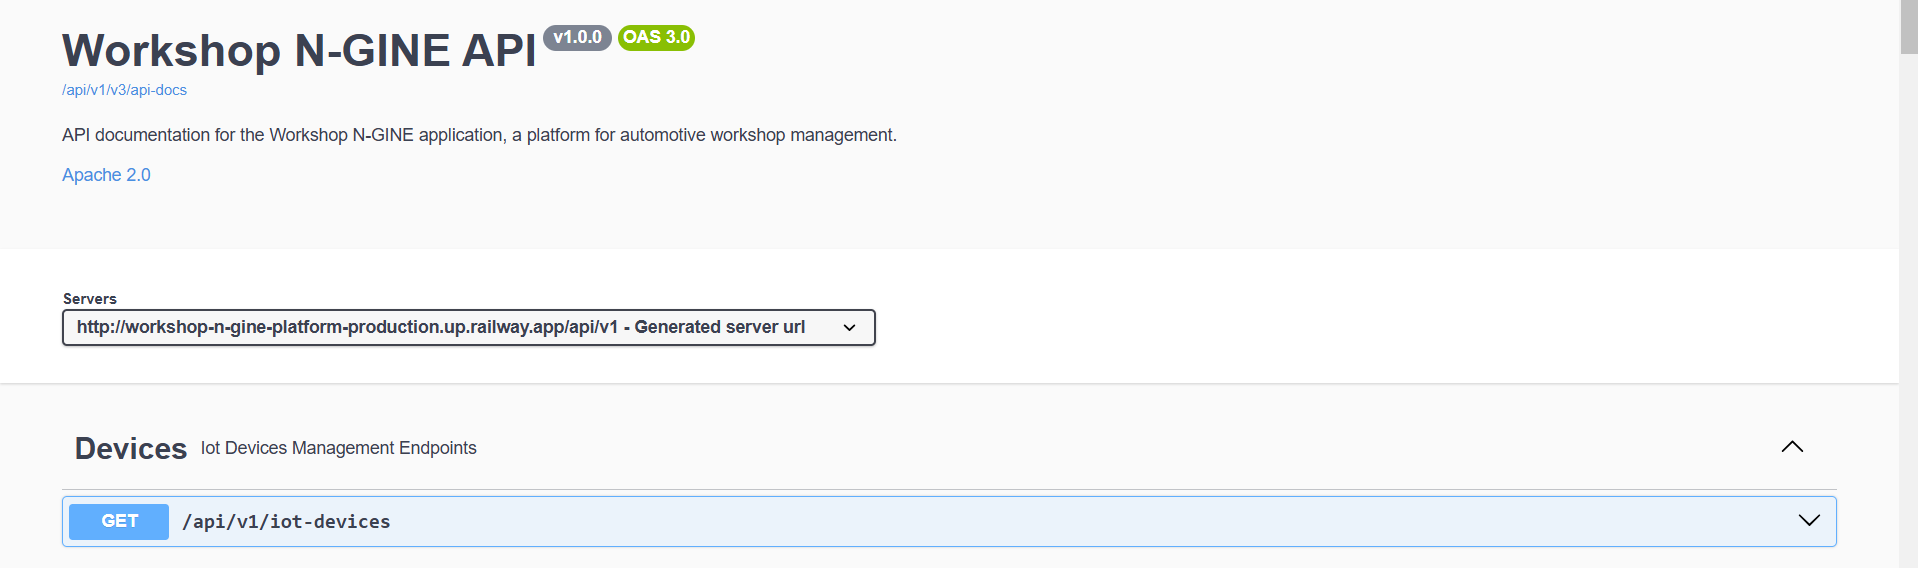 Workshop N-GINE API v1.0.0 OAS 3.0
/api/v1/v3/api-docs
API documentation for the Workshop N-GINE application, a platform for automotive workshop management.
Apache 2.0
Servers
http://workshop-n-gine-platform-production.up.railway.app/api/v1 - Generated server url
Devices Iot Devices Management Endpoints
GET /api/v1/iot-devices